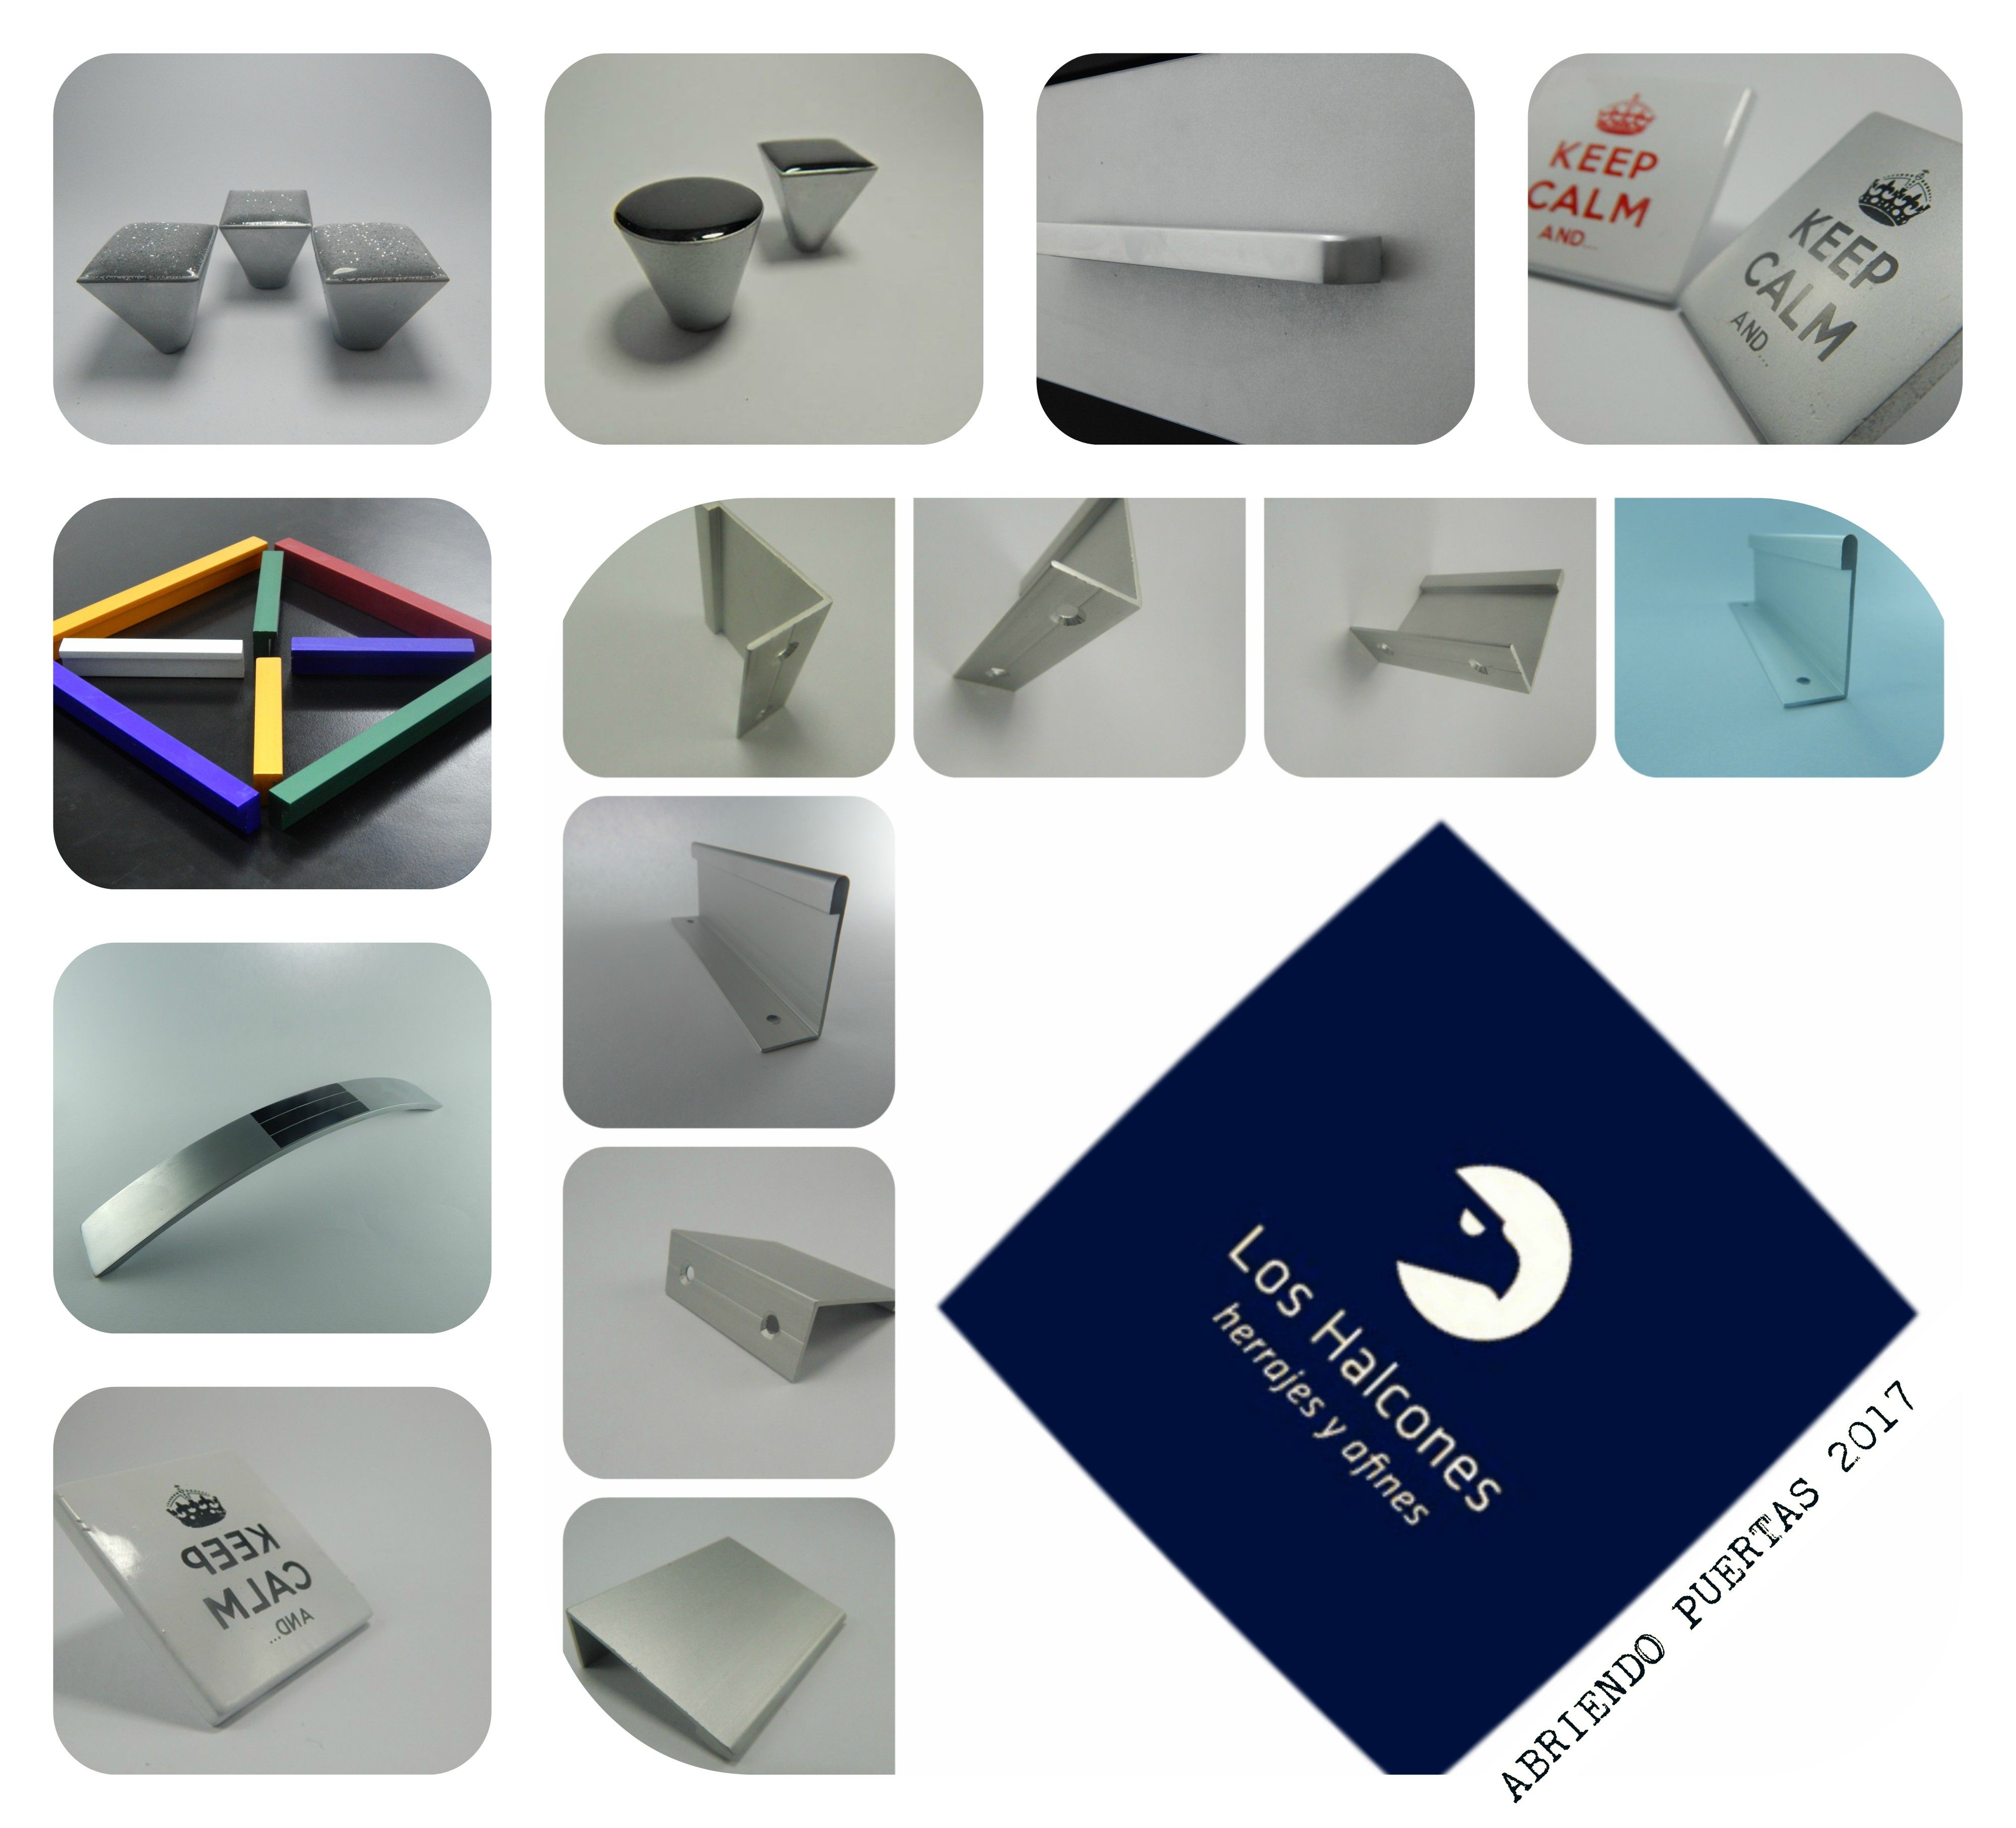 KEEP
CALM
AND...
KEEP
CALM
AND...
Los Halcones
herrajes y afines
KEEP
CALM
AND...
ABRIENDO PUERTAS 2017